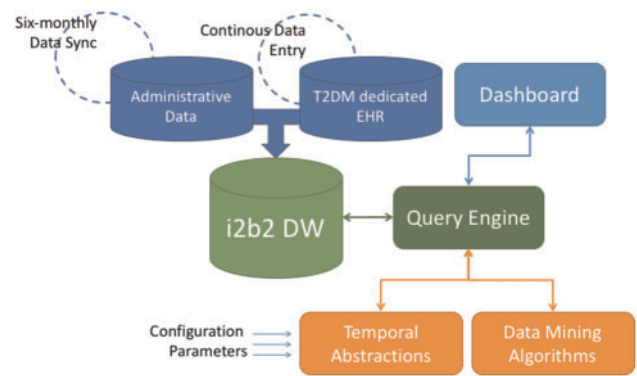 Six-monthly
Data Sync
Continous Data
Entry
Administrative
Data
T2DM dedicated
EHR
Dashboard
i2b2 DW
Query Engine
Configuration
Parameters
Temporal
Abstractions
Data Mining
Algorithms